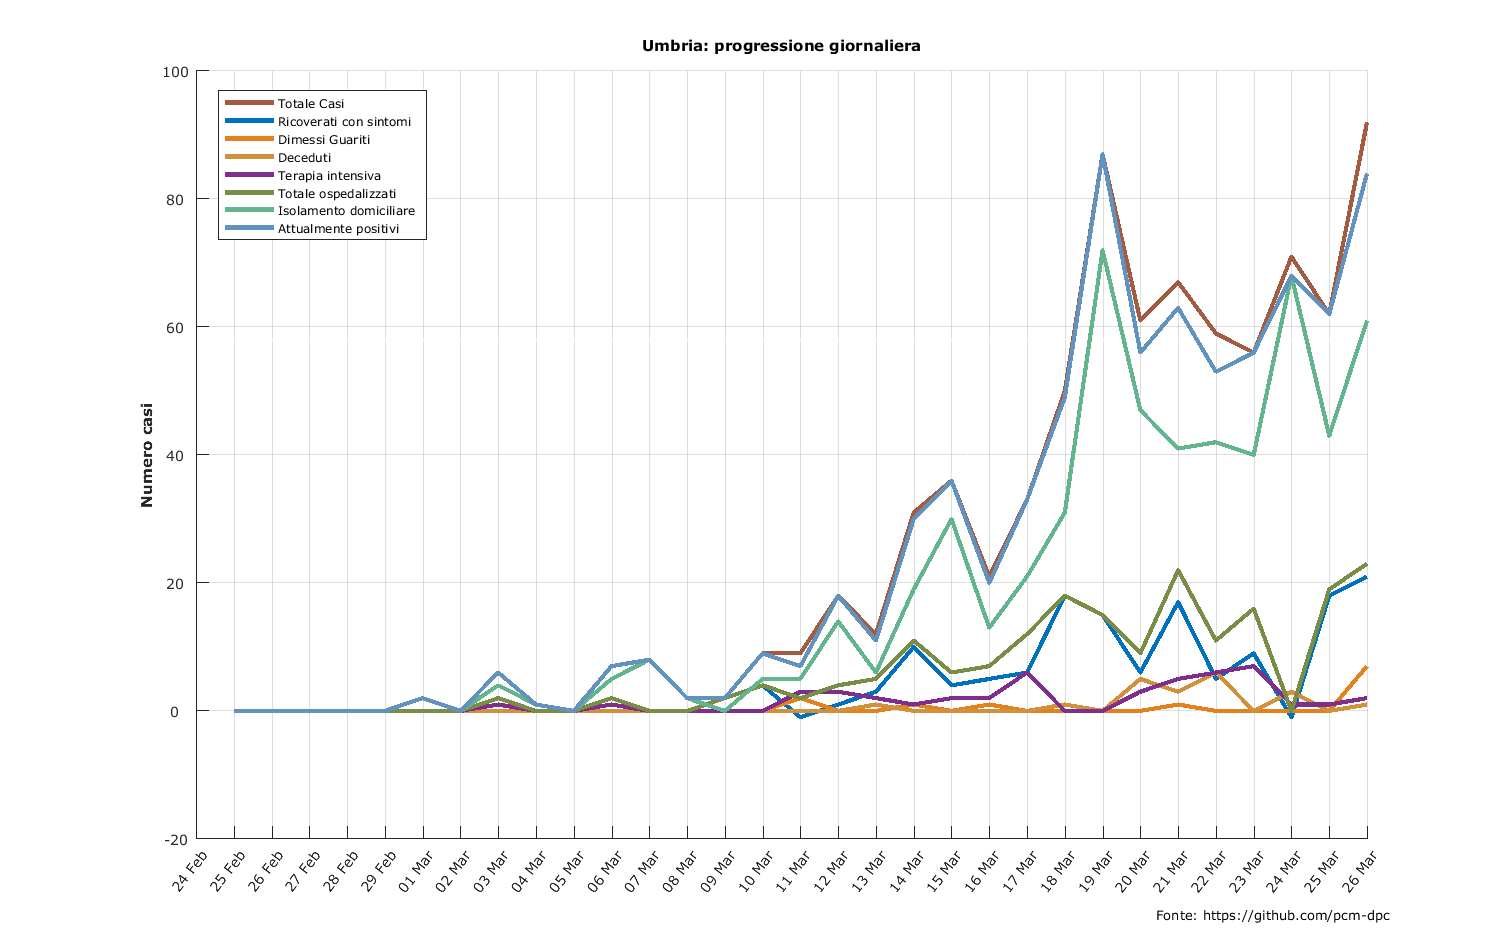 Umbria: progressione giornaliera
Numero casi
100
80
60
40
20
0
-20
Totale Casi
Ricoverati con sintomi
Dimessi Guariti
Deceduti
Terapia intensiva
Totale ospedalizzati
Isolamento domiciliare
Attualmente positivi
24 Feb
25 Feb
26 Feb
27 Feb
28 Feb
29 Feb
01 Mar
02 Mar
03 Mar
04 Mar
05 Mar
06 Mar
07 Mar
08 Mar
09 Mar
10 Mar
11 Mar
12 Mar
13 Mar
14 Mar
15 Mar
16 Mar
17 Mar
18 Mar
19 Mar
20 Mar
21 Mar
22 Mar
23 Mar
24 Mar
25 Mar
26 Mar
Fonte: https://github.com/pcm-dpc